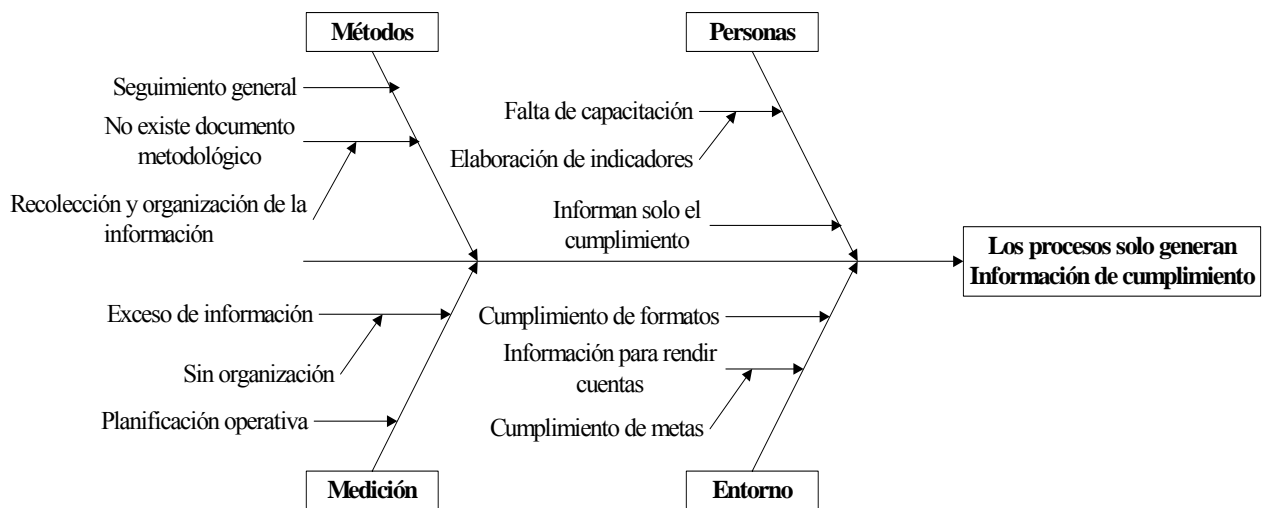 Métodos
Personas
Seguimiento general
No existe documento
metodológico
Recolección y organización de la
información
Falta de capacitación
Elaboración de indicadores
Informan solo el
cumplimiento
Los procesos solo generan
Información de cumplimiento
Exceso de información
Sin organización
Planificación operativa
Cumplimiento de formatos
Información para rendir
cuentas
Cumplimiento de metas
Medición
Entorno